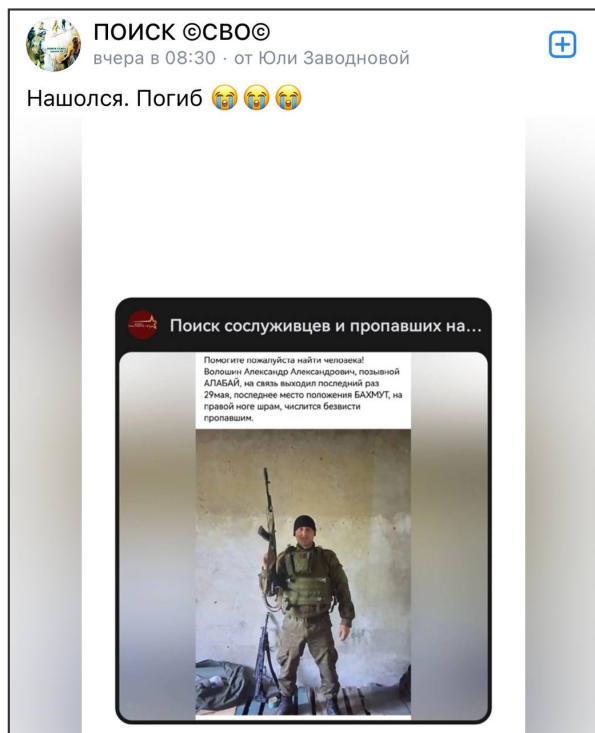 ПОИСК ©СВО©
вчера в 08:30 · от Юли Заводновой
Нашолся. Погиб 😭😭😭
Поиск сослуживцев и пропавших на...
Помогите пожалуйста найти человека!
Волошин Александр Александрович, позывной
АЛАБАЙ, на связь выходил последний раз
29мая, последнее место положения БАХМУТ, на
правой ноге шрам, числится безвисти
пропавшим.